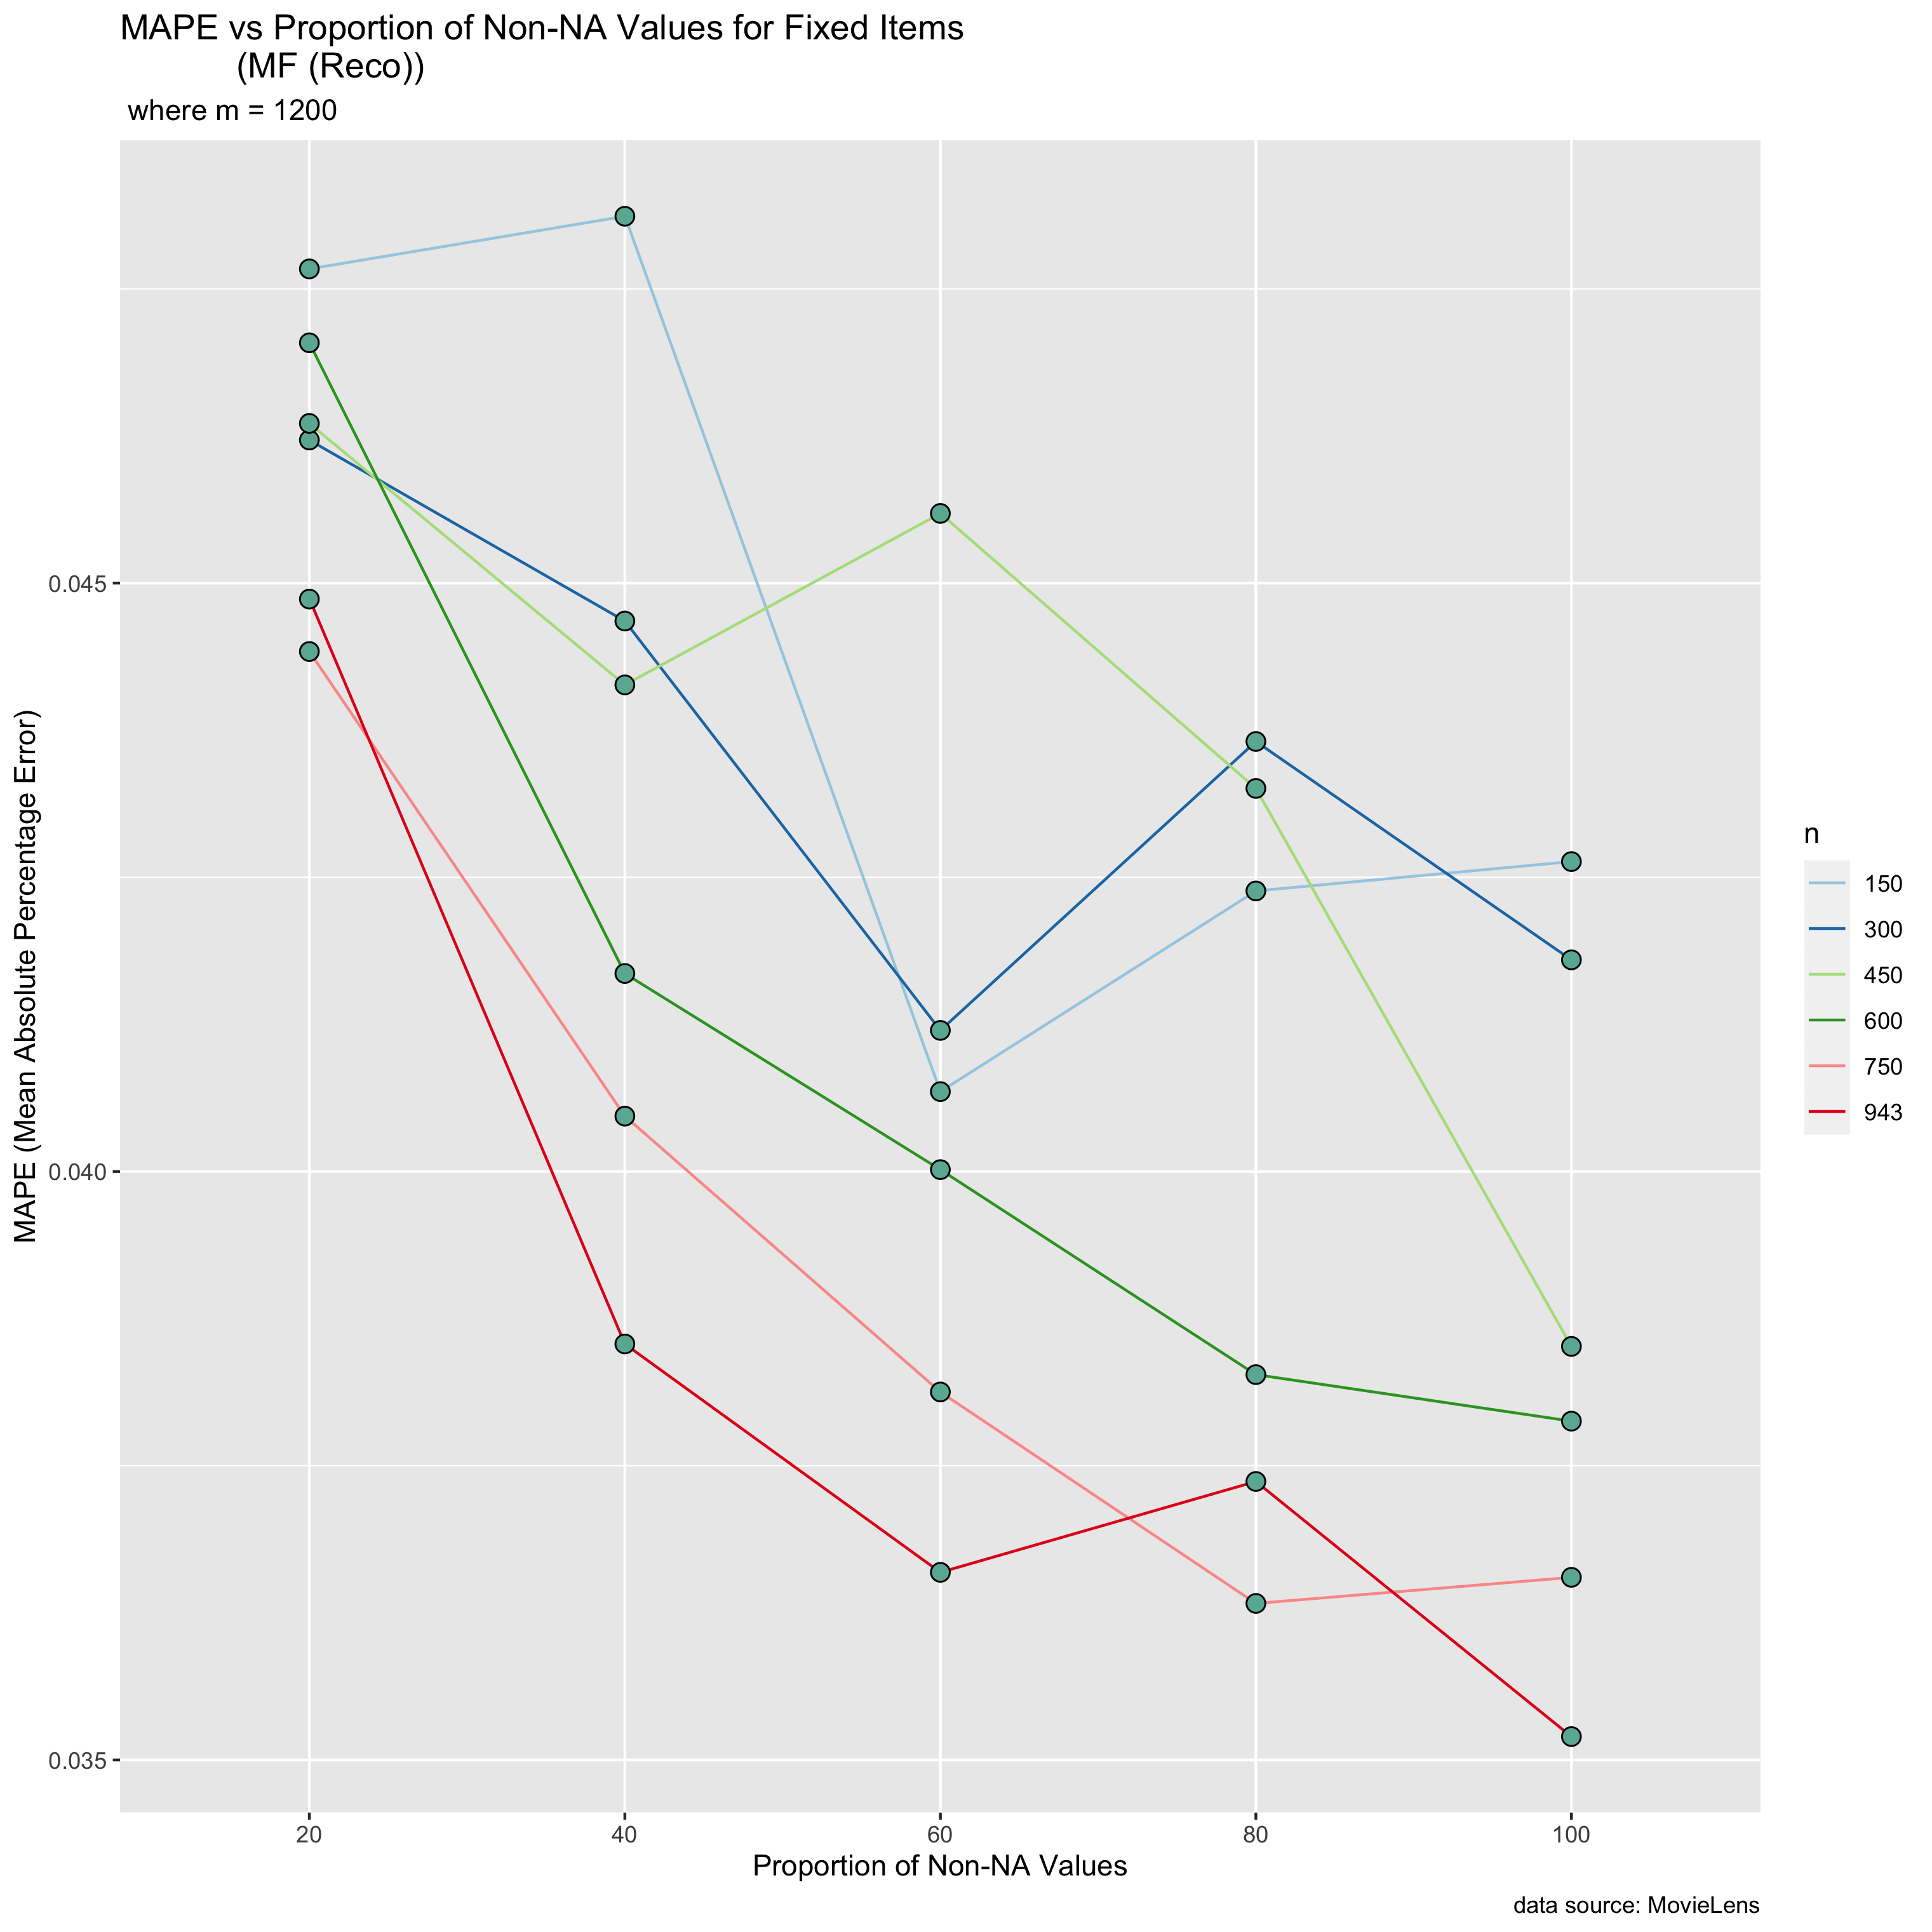 MAPE vs Proportion of Non-NA Values for Fixed Items
(MF (Reco))
where m = 1200
MAPE (Mean Absolute Percentage Error)
0.045
0.040
0.035
20 40 60 80 100
Proportion of Non-NA Values
n
150
300
450
600
750
943
data source: MovieLens